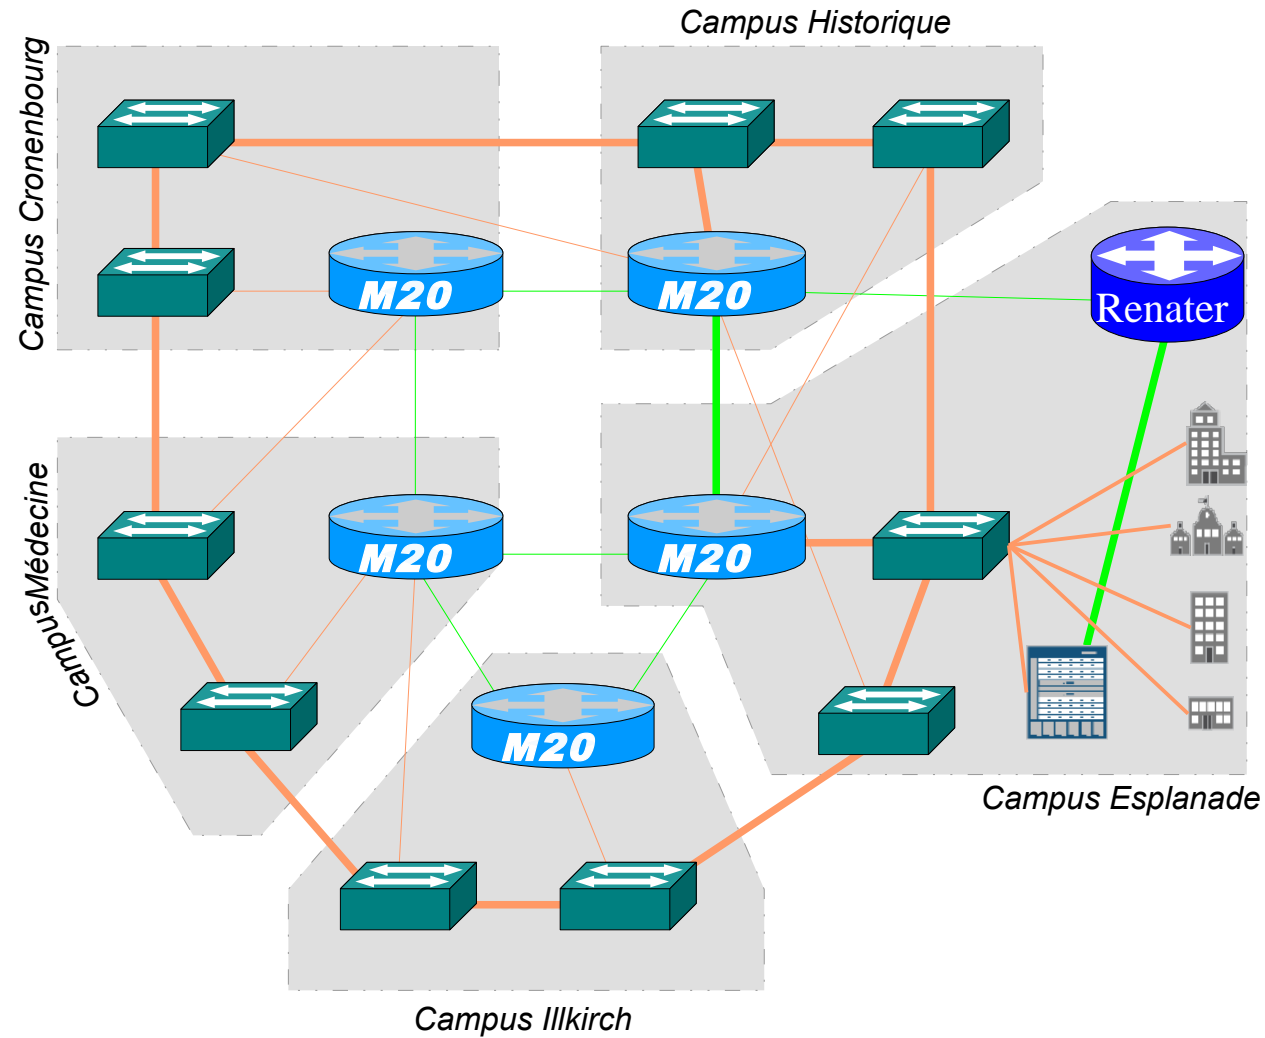 Campus Historique
Campus Cronenbourg
M20
M20
Renater
CampusMédecine
M20
M20
M20
Campus Esplanade
Campus Illkirch